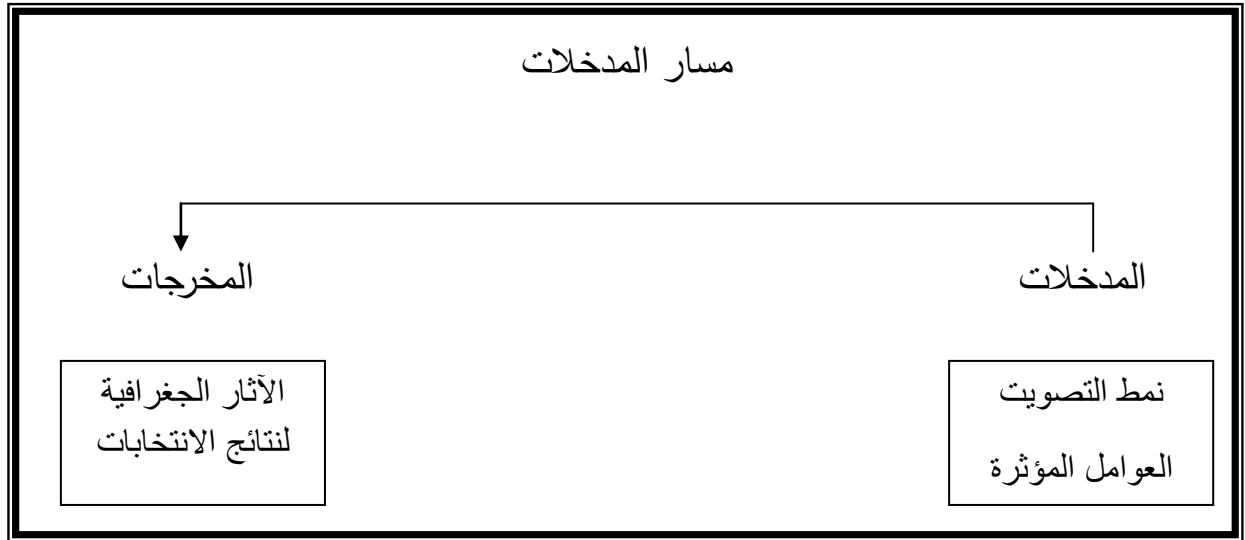 مسار المدخلات
المدخلات
المخرجات
نمط التصويت
العوامل المؤثرة
الآثار الجغرافية
لنتائج الانتخابات